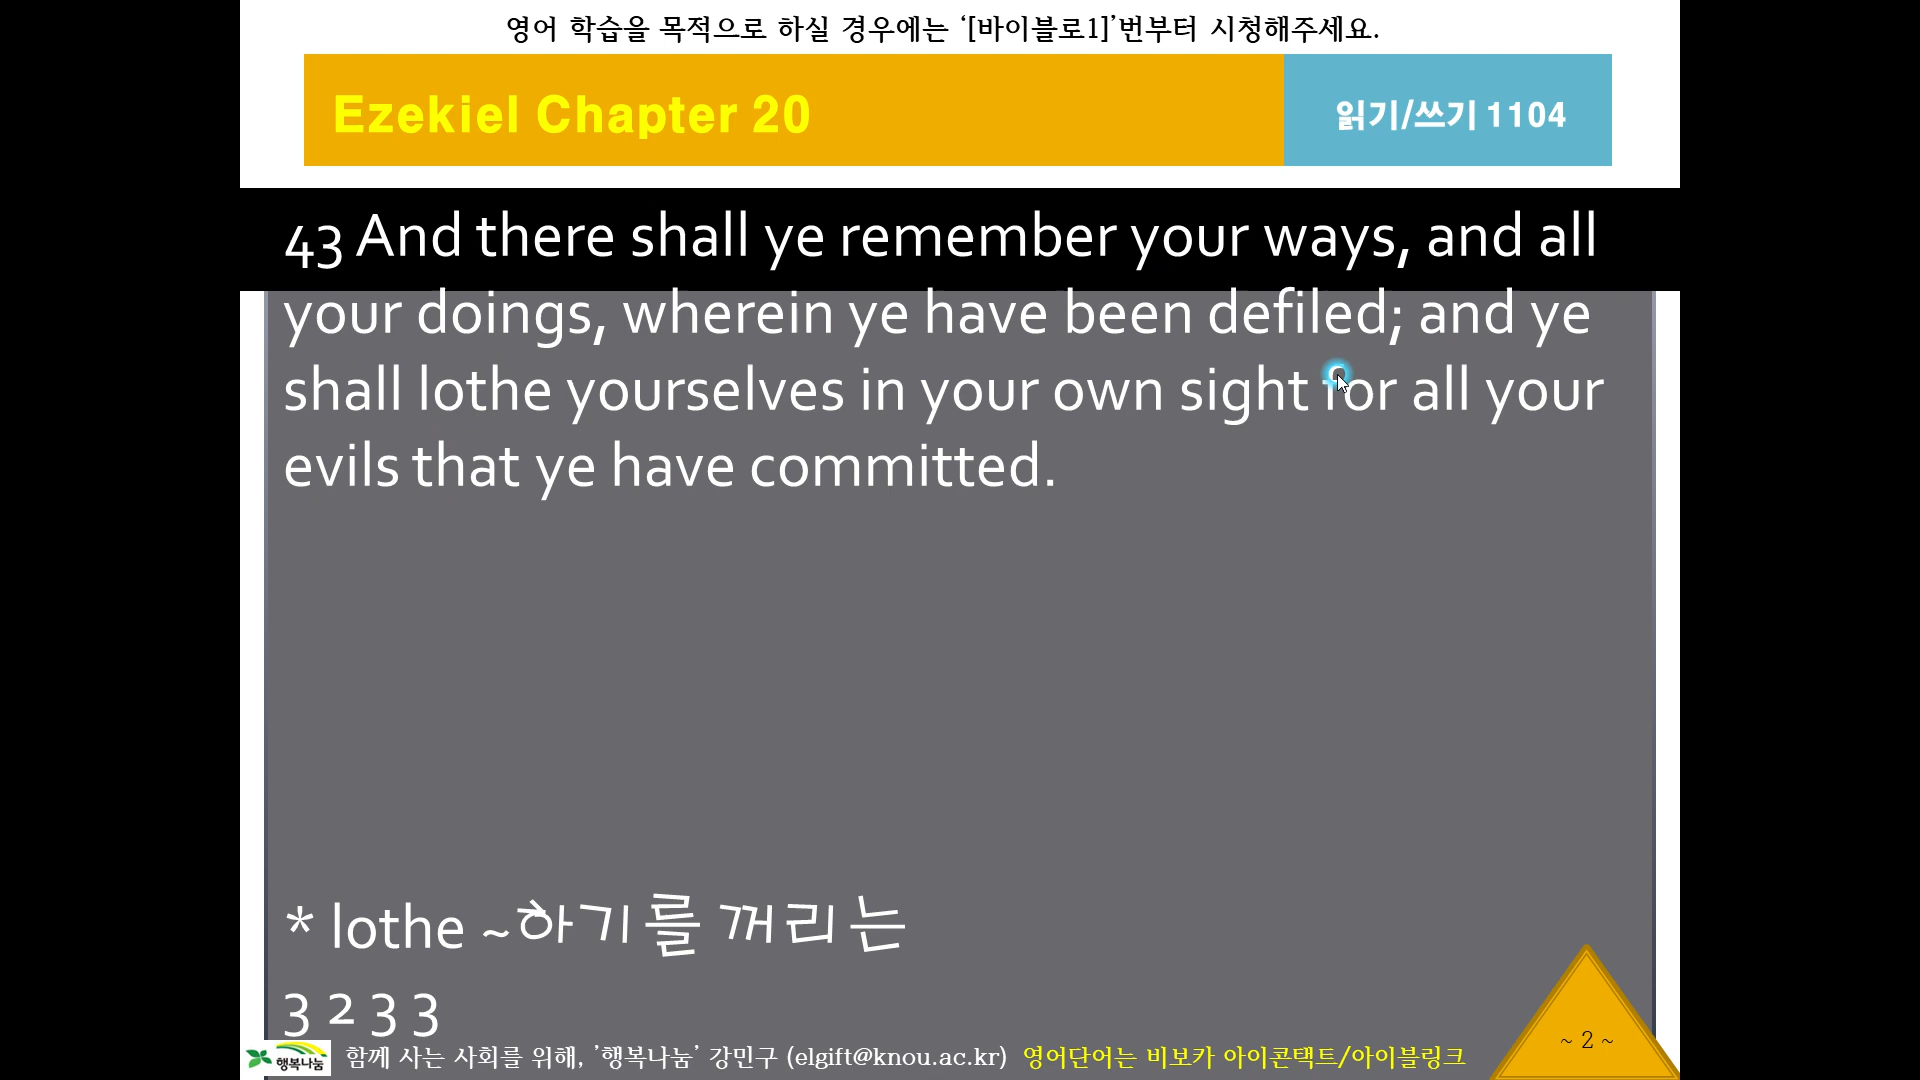 영어 학습을 목적으로 하실 경우에는 ‘[바이블로1]’번부터 시청해주세요.
Ezekiel Chapter 20
읽기/쓰기 1104
43 And there shall ye remember your ways, and all
your doings, wherein ye have been defiled; and ye
shall lothe yourselves in your own sight for all your
evils that ye have committed.
* lothe ~하기를 꺼리는
3 2 3 3
행복나눔 함께 사는 사회를 위해, ’행복나눔’ 강민구 (elgift@knou.ac.kr) 영어단어는 비보카 아이콘택트/아이블링크
~ 2 ~